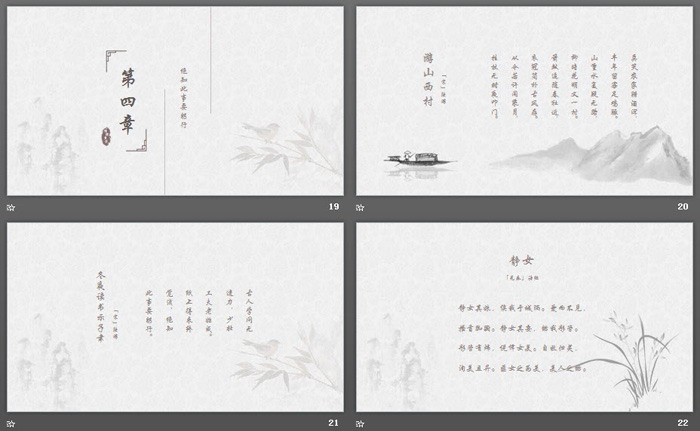 第四章
绝知此事要躬行
19
游山西村
「宋」陆游
莫笑农家腊酒浑
丰年留客足鸡豚。
山重水复疑无路
柳暗花明又一村。
箫鼓追随春社近
衣冠简朴古风存。
从今若许闲乘月
拄杖无时夜叩门。
20
冬夜读书示子聿
「宋」陆游
古人学问无
遗力，少壮
工夫老始成。
纸上得来终
觉浅，绝知
此事要躬行。
21
静女
「先秦」诗经
静女其姝，俟我于城隅。爱而不见，
搔首踟蹰。静女其娈，贻我彤管。
彤管有炜，说怿女美。自牧归荑，
洵美且异。匪女之为美，美人之贻。
22